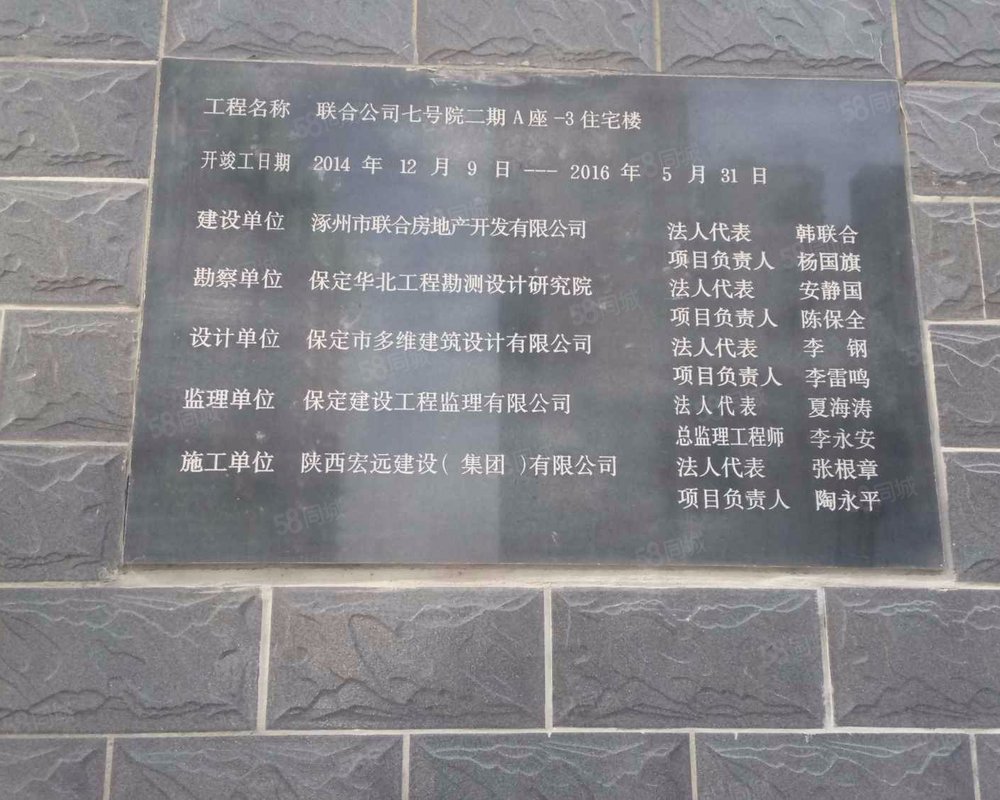 工程名称 联合公司七号院二期A座-3住宅楼
开竣工日期 2014 年 12 月 9 日 --- 2016 年 5 月 31 日
建设单位 涿州市联合房地产开发有限公司 法人代表 韩联合
项目负责人 杨国旗
勘察单位 保定华北工程勘测设计研究院 法人代表 安静国
项目负责人 陈保全
设计单位 保定市多维建筑设计有限公司 法人代表 李 钢
项目负责人 李雷鸣
监理单位 保定建设工程监理有限公司 法人代表 夏海涛
总监理工程师 李永安
施工单位 陕西宏远建设( 集团 )有限公司 法人代表 张根章
项目负责人 陶永平
58同城